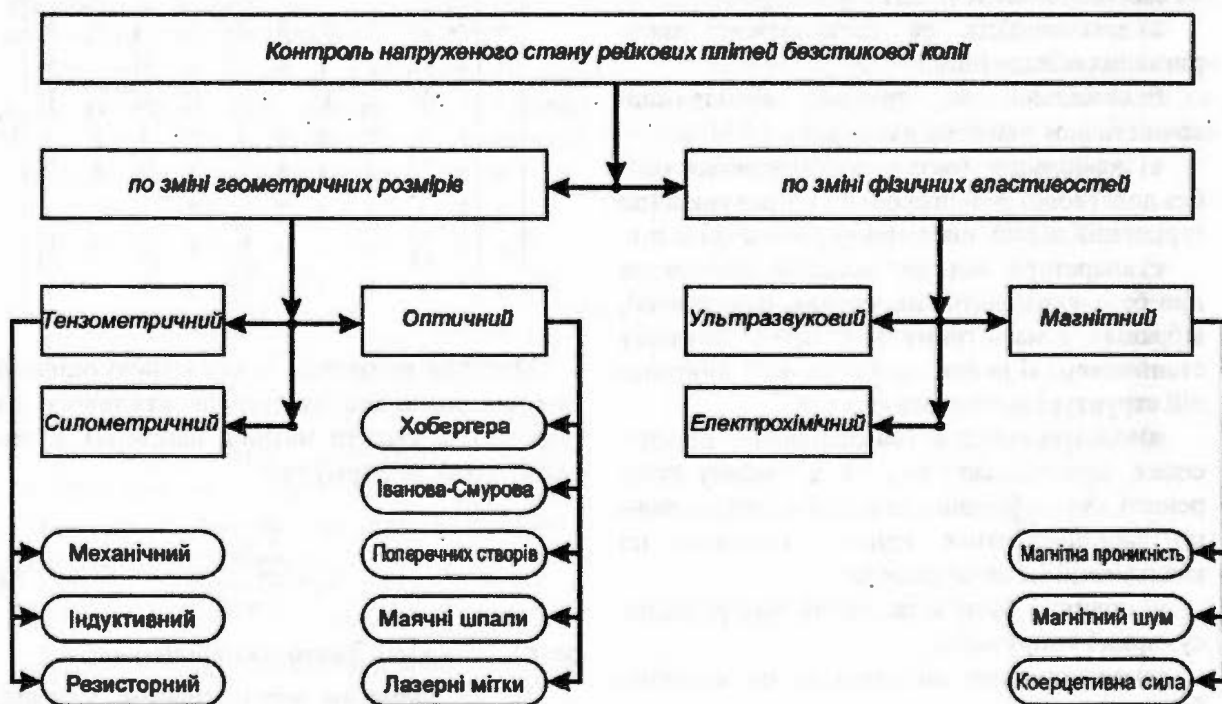 Контроль напруженого стану рейкових плітей безстикової колії
по зміні геометричних розмірів
по зміні фізичних властивостей
Тензометричний
Оптичний
Ультразвуковий
Магнітний
Силометричний
Хобергера
Електрохімічний
Іванова-Смурова
Механічний
Поперечних створів
Магнітна проникність
Індуктивний
Маячні шпали
Магнітний шум
Резисторний
Лазерні мітки
Коерцетивна сила